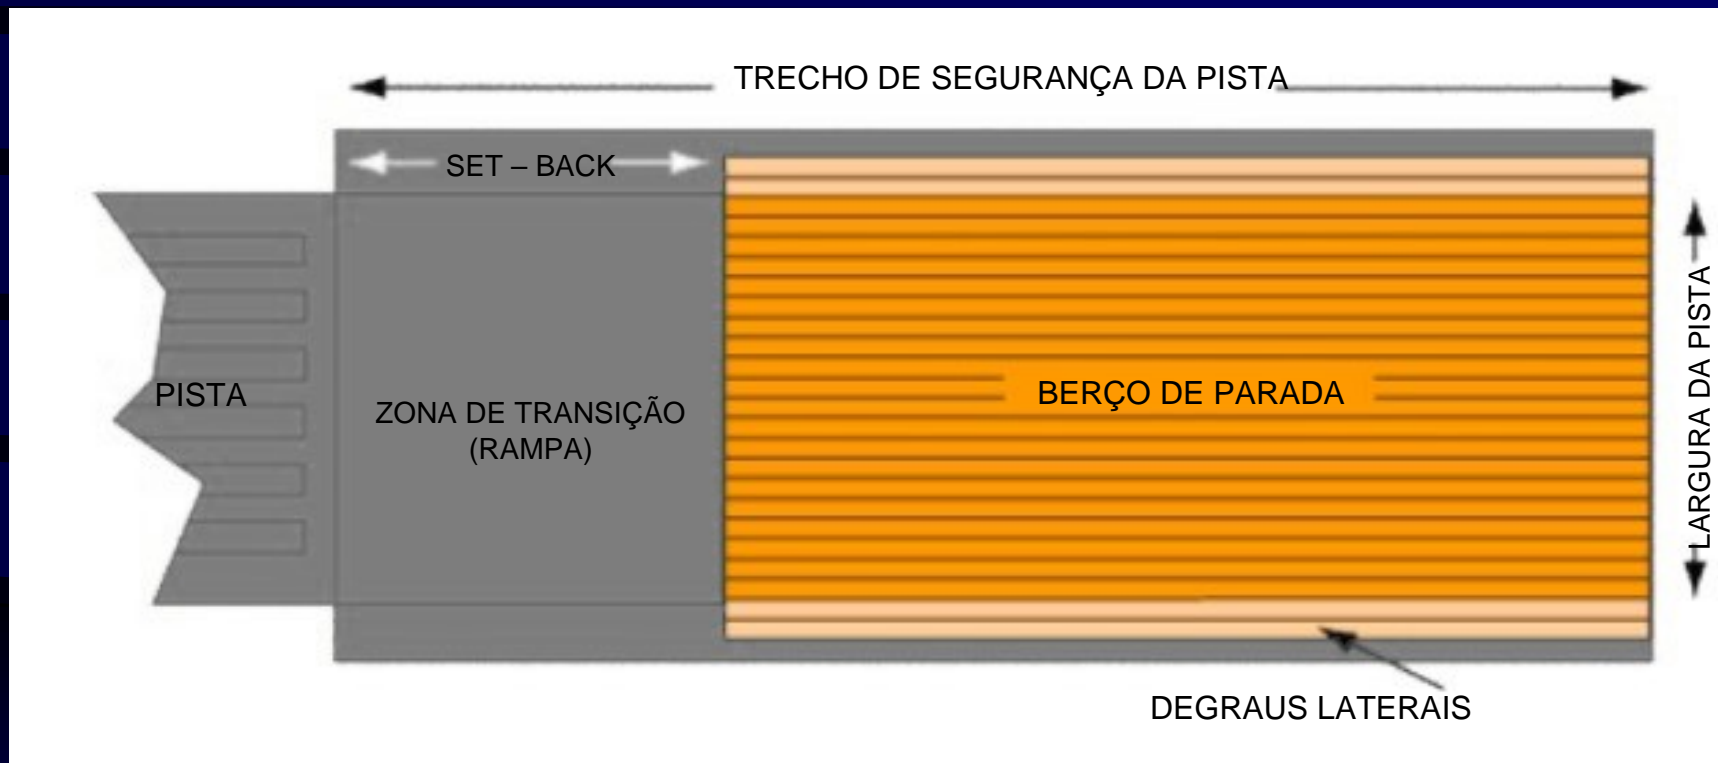 TRECHO DE SEGURANÇA DA PISTA
SET – BACK
PISTA
ZONA DE TRANSIÇÃO
(RAMPA)
BERÇO DE PARADA
LARGURA DA PISTA
DEGRAUS LATERAIS